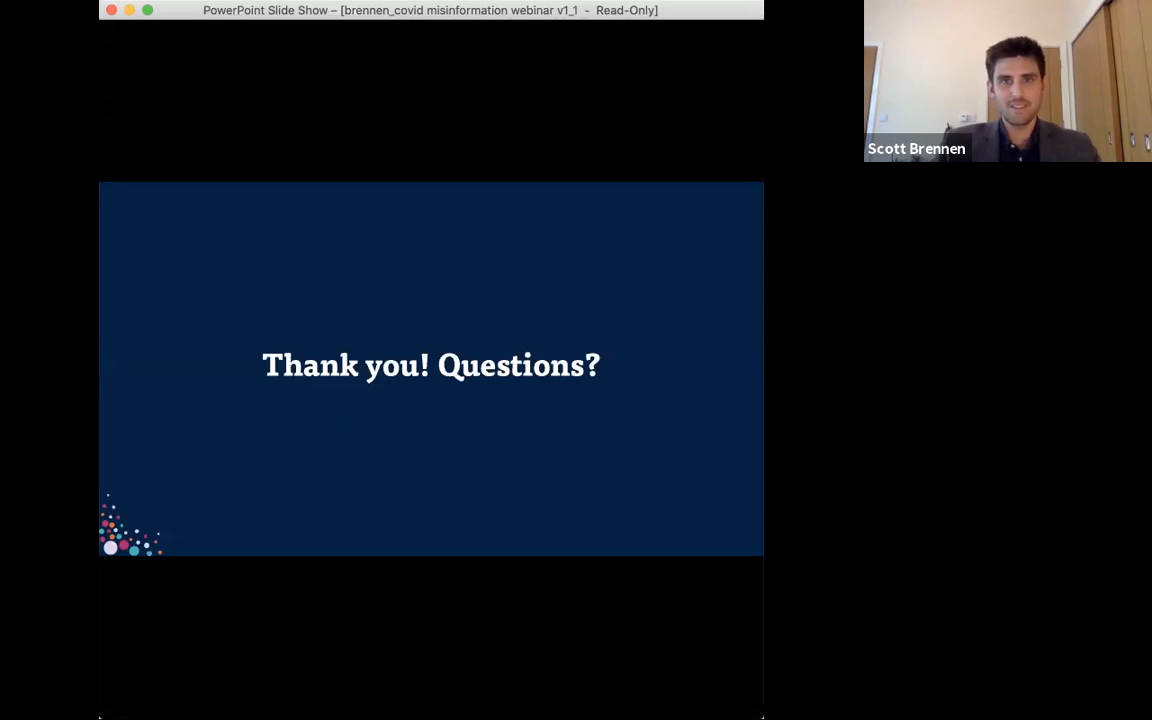 PowerPoint Slide Show – [brennen_covid misinformation webinar v1_1 - Read-Only]
Scott Brennen
Thank you! Questions?